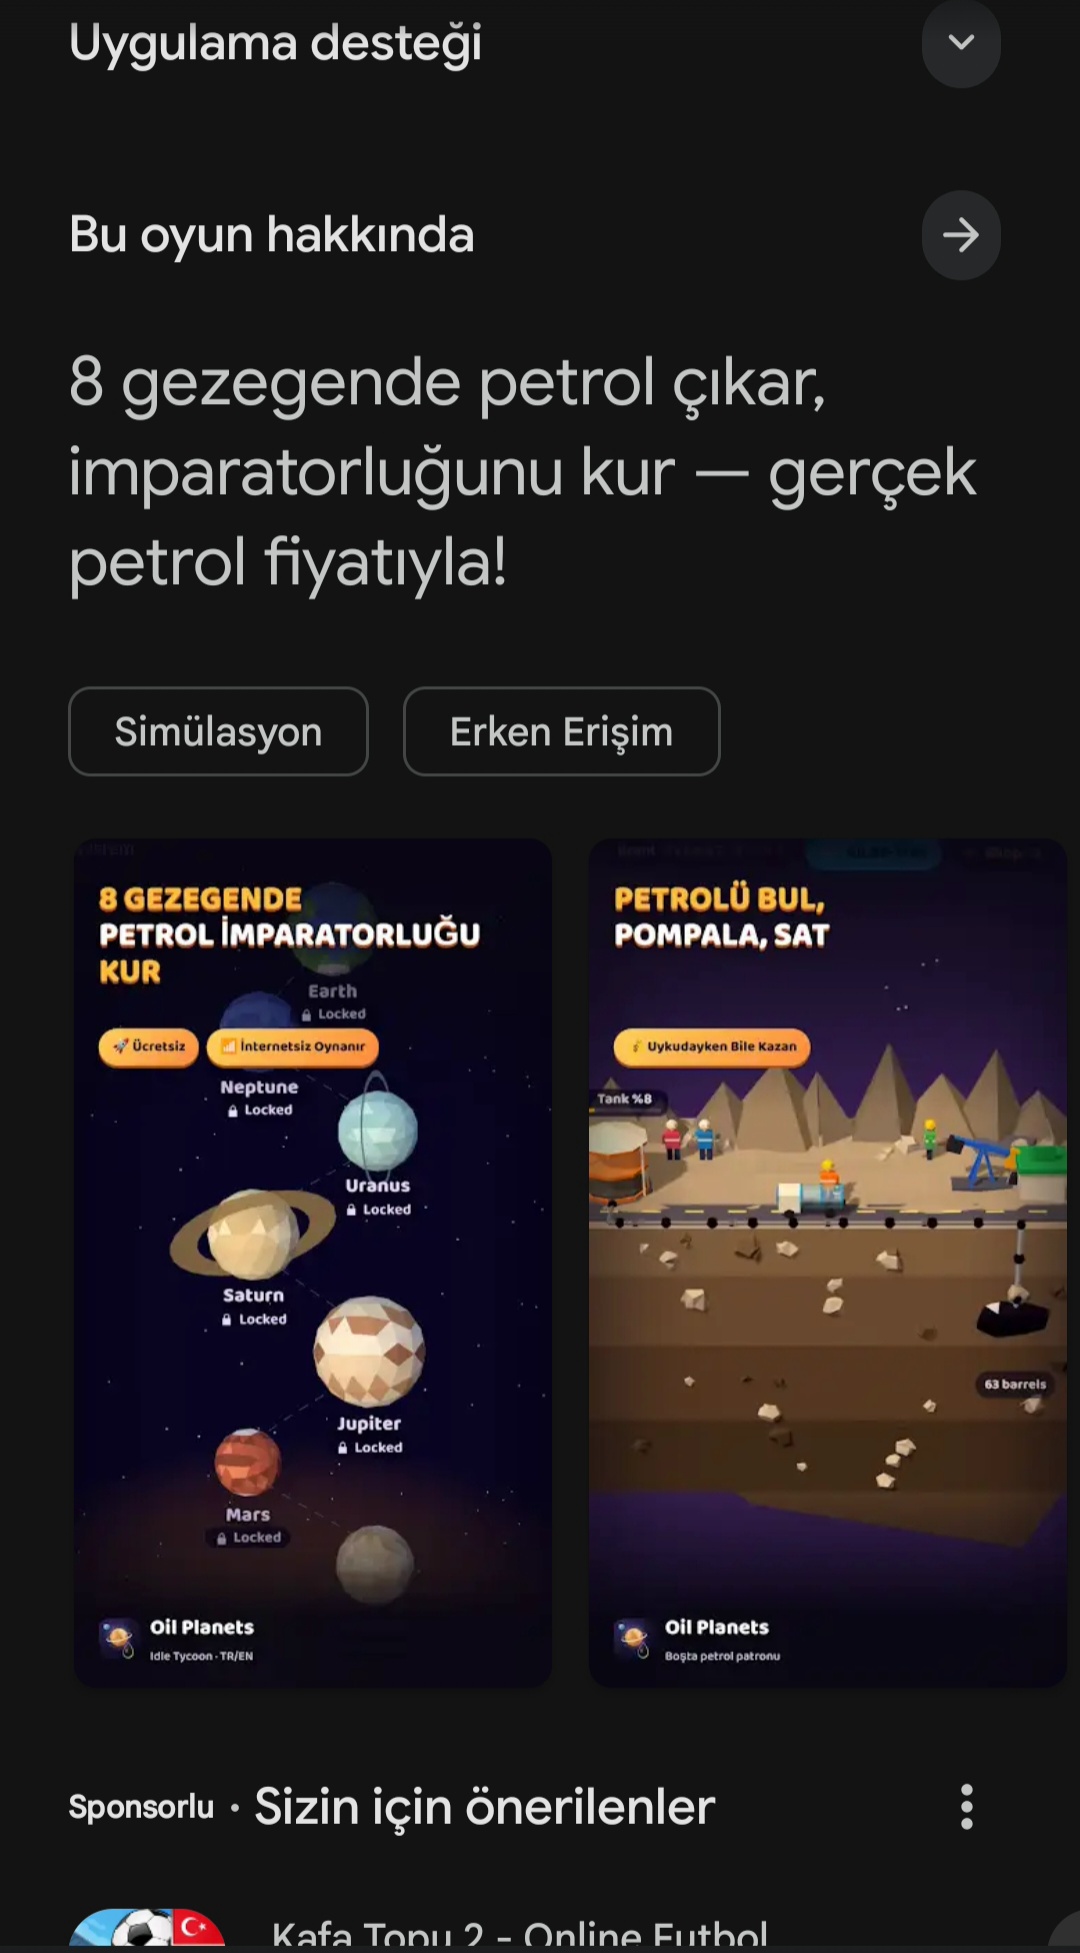 Uygulama desteği
Bu oyun hakkında
8 gezegende petrol çıkar,
imparatorluğunu kur — gerçek
petrol fiyatıyla!
Simülasyon
Erken Erişim
8 GEZEGENDE
PETROL İMPARATORLUĞU
KUR
Earth
Locked
Ücretsiz
İnternetsiz Oynanır
Neptune
Locked
Uranus
Locked
Saturn
Locked
Jupiter
Locked
Mars
Locked
Oil Planets
Idle Tycoon · TR/EN
PETROLÜ BUL,
POMPALA, SAT
Uykudayken Bile Kazan
Tank %8
63 barrels
Oil Planets
Boşta petrol patronu
Sponsorlu • Sizin için önerilenler
Kafa Topu 2 - Online Futbol